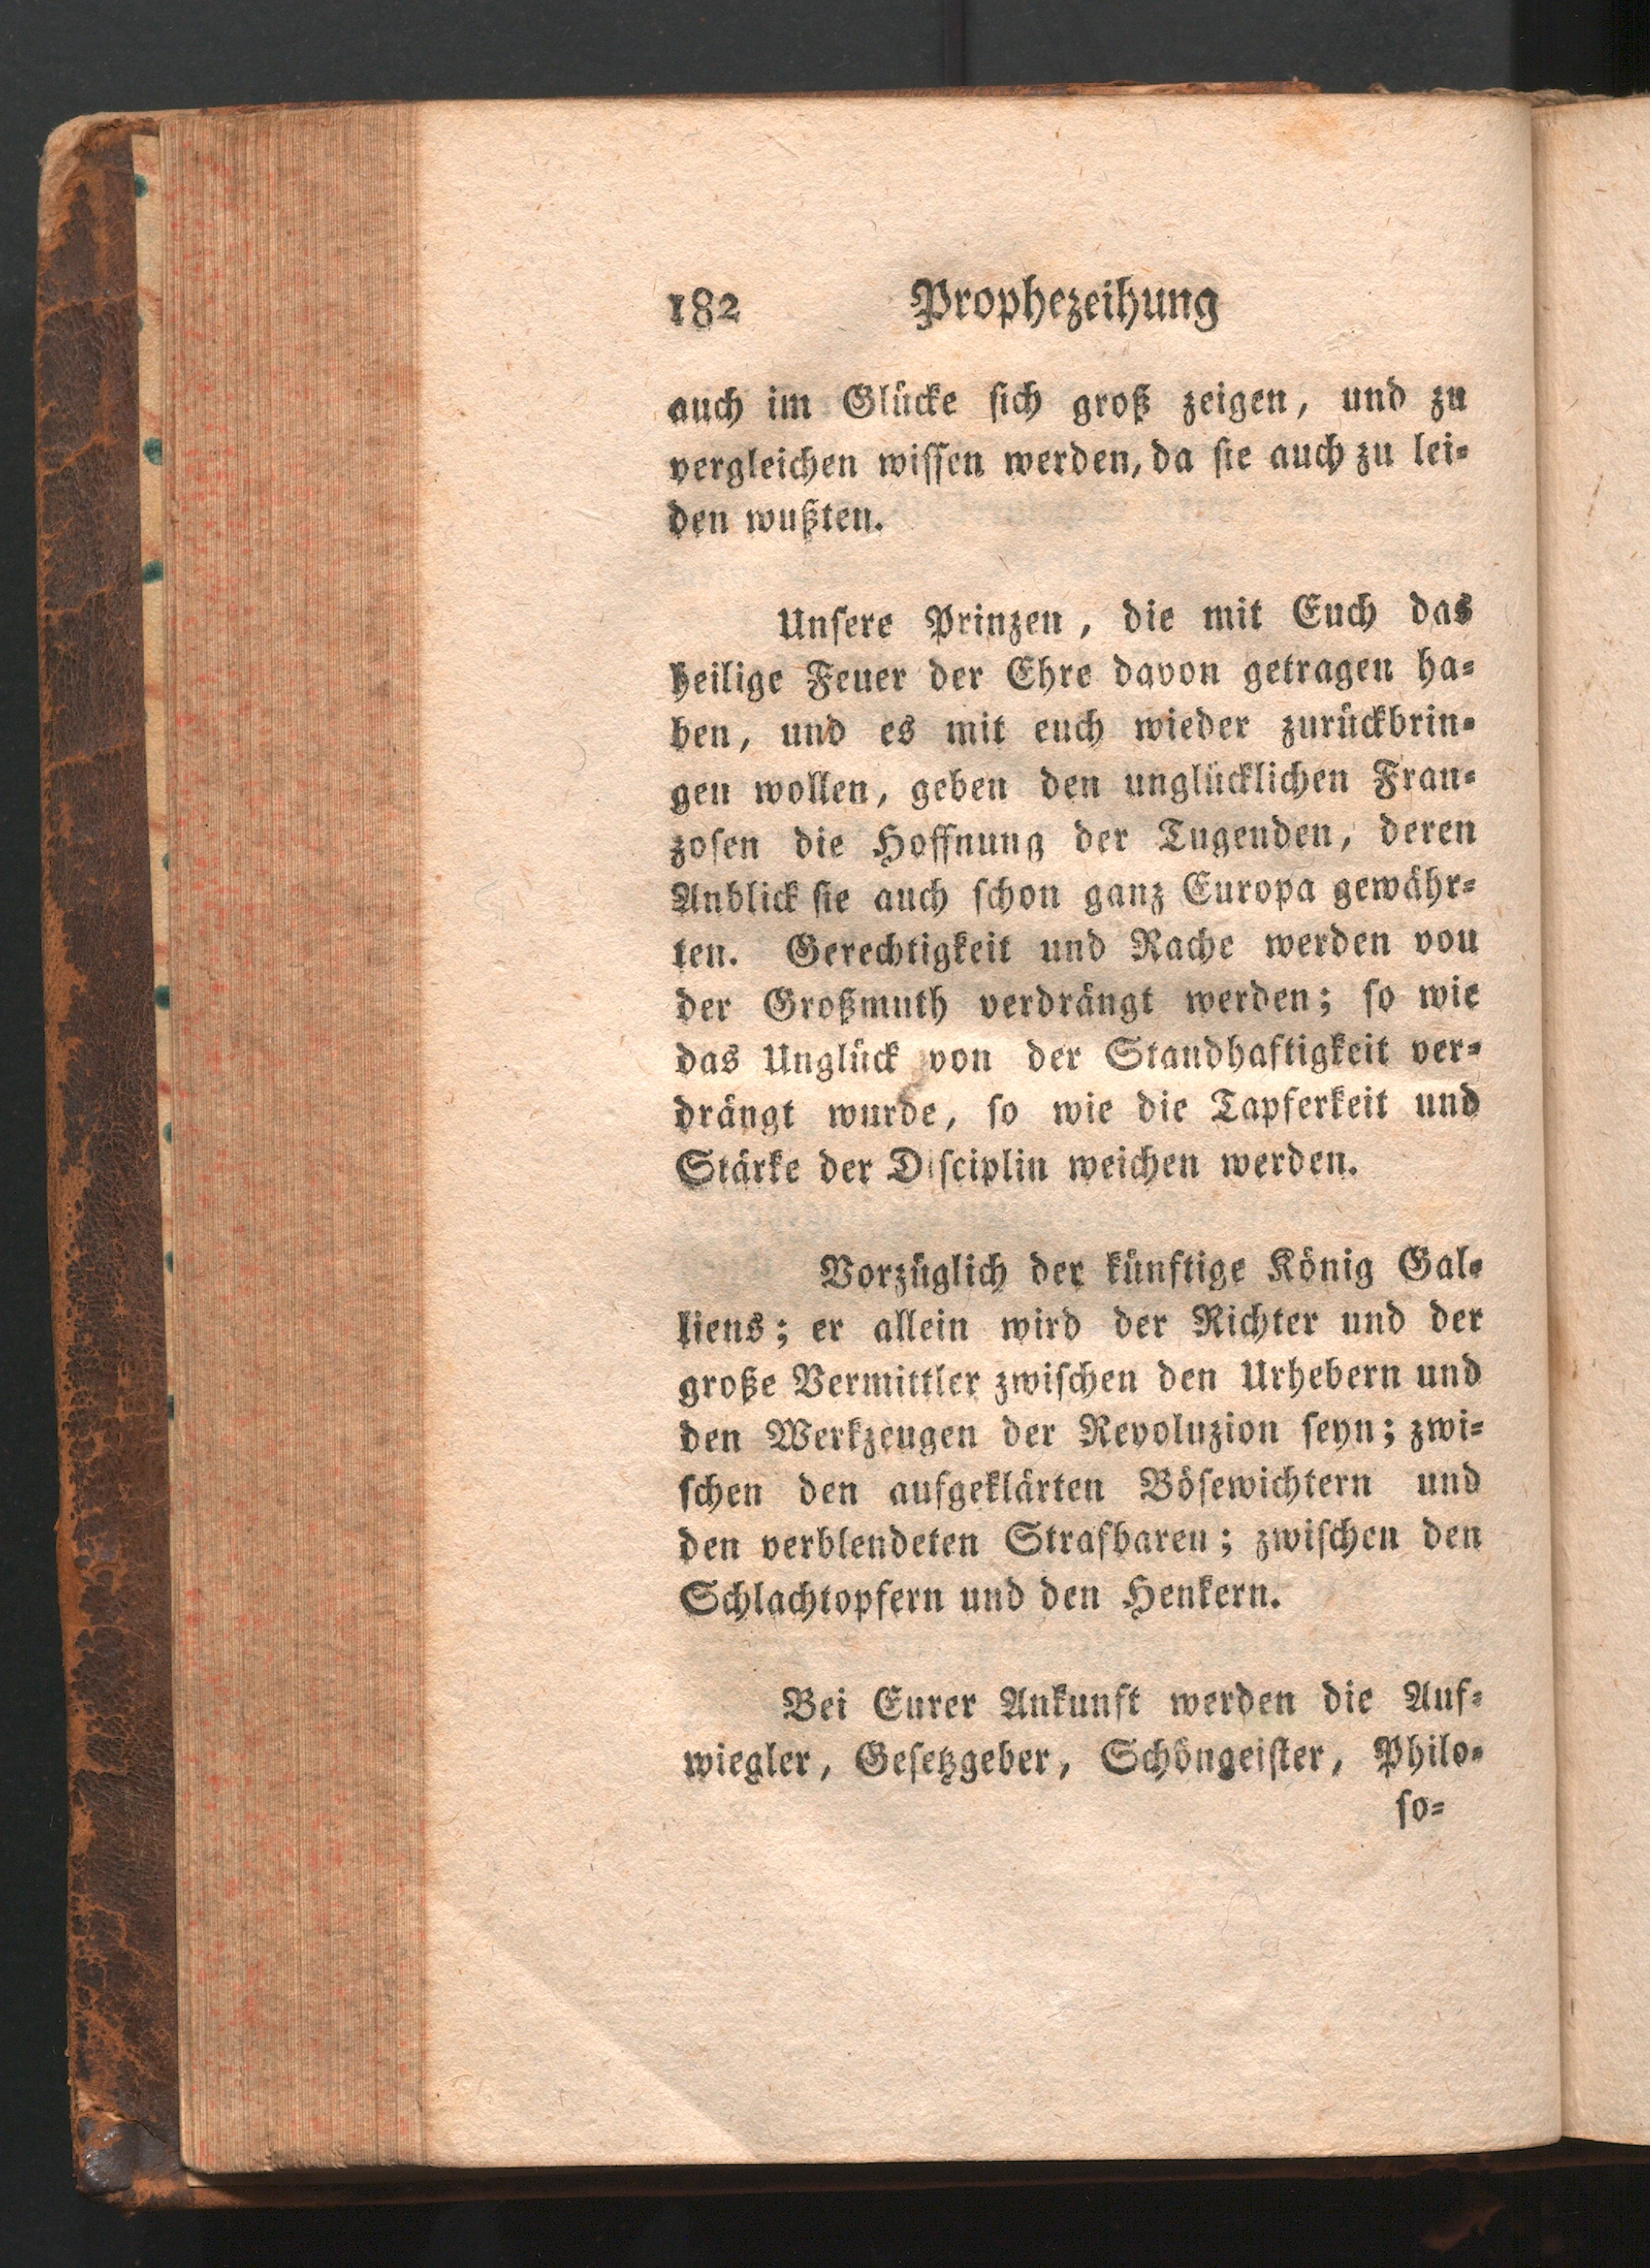 182 Prophezeihung
auch im Glücke sich groß zeigen, und zu
vergleichen wissen werden, da sie auch zu lei-
den wußten.
Unsere Prinzen, die mit Euch das
heilige Feuer der Ehre davon getragen ha-
ben, und es mit euch wieder zurückbrin-
gen wollen, geben den unglücklichen Fran-
zosen die Hoffnung der Tugenden, deren
Anblick sie auch schon ganz Europa gewähr-
ten. Gerechtigkeit und Rache werden von
der Großmuth verdrängt werden; so wie
das Unglück von der Standhaftigkeit ver-
drängt wurde, so wie die Tapferkeit und
Stärke der Disciplin weichen werden.
Vorzüglich der künftige König Gal-
liens; er allein wird der Richter und der
große Vermittler zwischen den Urhebern und
den Werkzeugen der Revoluzion seyn; zwi-
schen den aufgeklärten Bösewichtern und
den verblendeten Strafbaren; zwischen den
Schlachtopfern und den Henkern.
Bei Eurer Ankunft werden die Auf-
wiegler, Gesetzgeber, Schöngeister, Philo-
so-